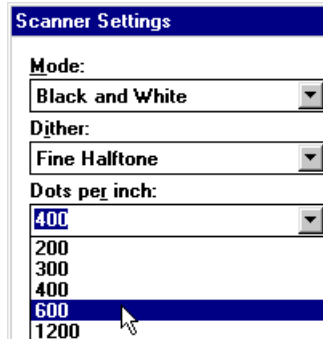 Scanner Settings
Mode:
Black and White
Dither:
Fine Halftone
Dots per inch:
400
200
300
400
600
1200